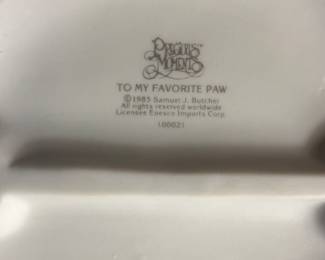 Precious
Moments
TO MY FAVORITE PAW
©1985 Samuel J. Butcher
All rights reserved worldwide
Licensee Enesco Imports Corp.
100021